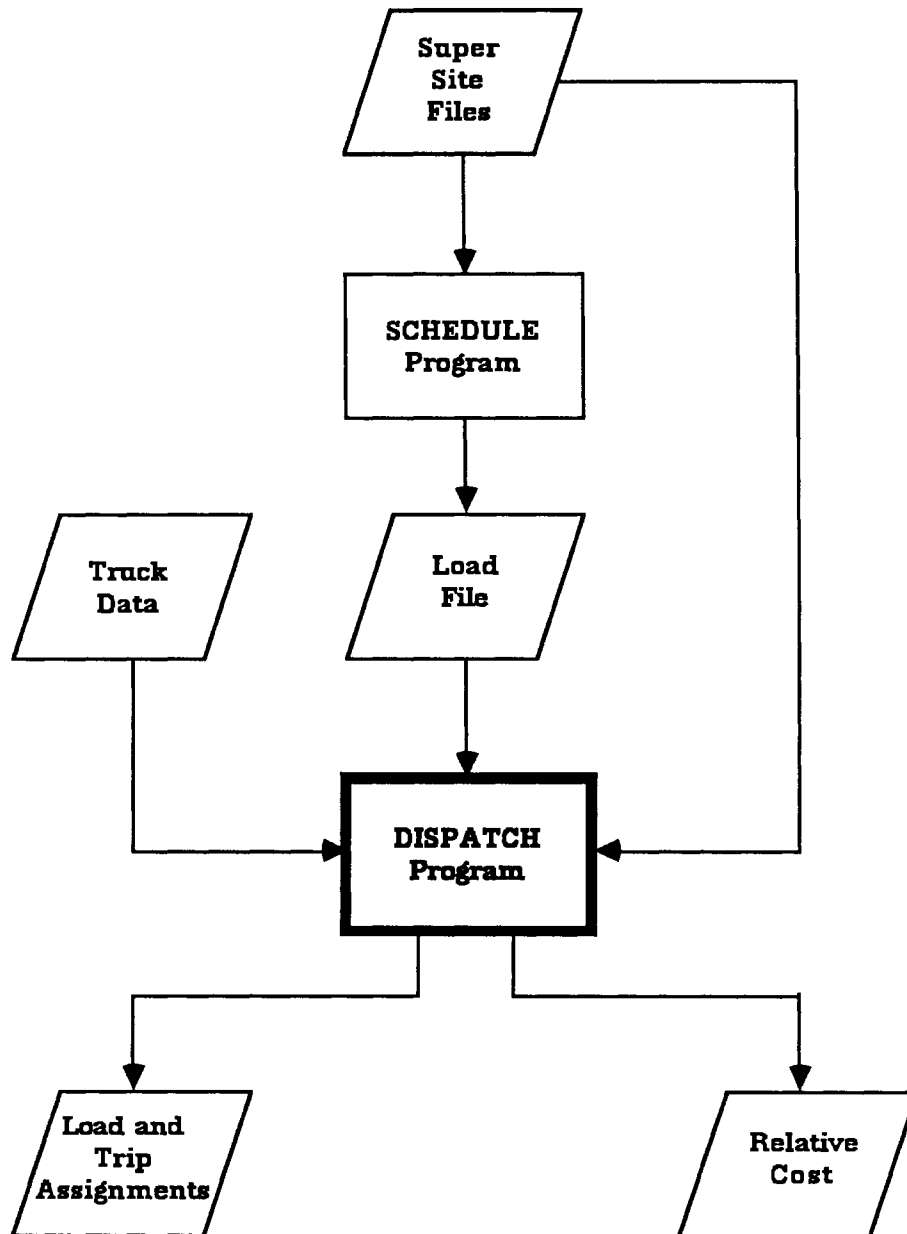 Super
Site
Files
SCHEDULE
Program
Truck
Data
Load
File
DISPATCH
Program
Load and
Trip
Assignments
Relative
Cost